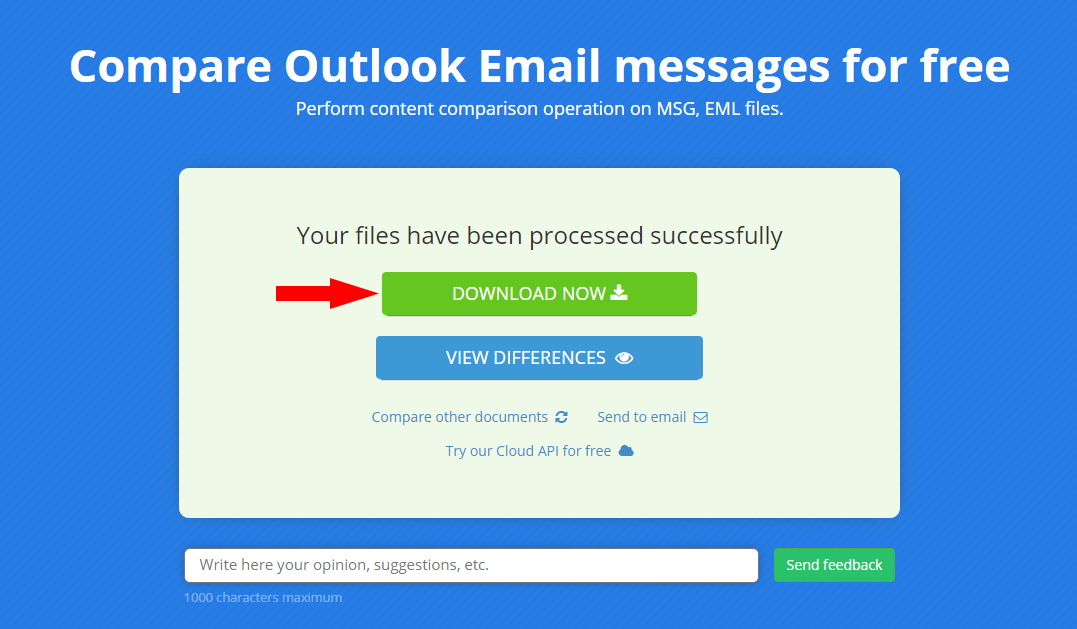 Compare Outlook Email messages for free
Perform content comparison operation on MSG, EML files.
Your files have been processed successfully
DOWNLOAD NOW
VIEW DIFFERENCES
Compare other documents Send to email
Try our Cloud API for free
Write here your opinion, suggestions, etc. Send feedback
1000 characters maximum